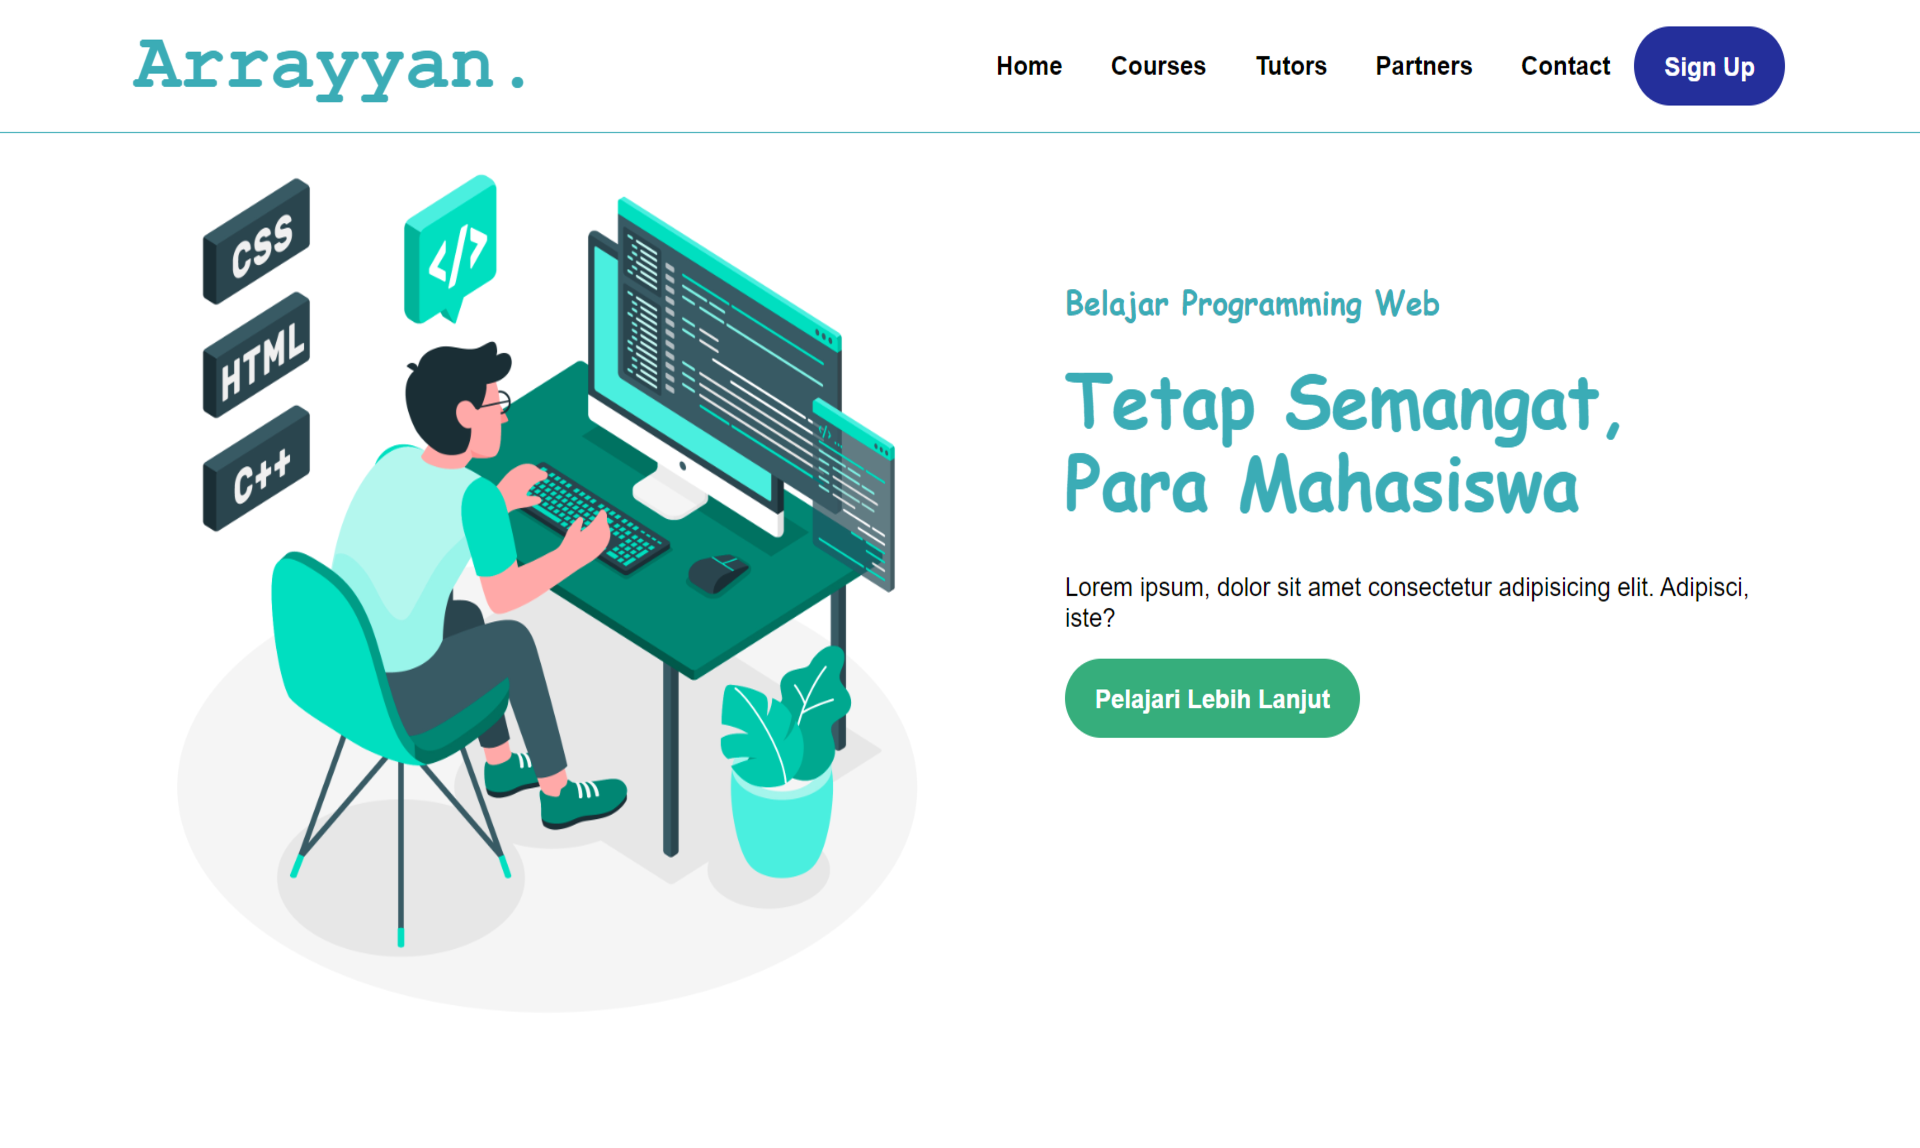 Arrayyan.
Home Courses Tutors Partners Contact Sign Up
CSS
</>
HTML
C++
Belajar Programming Web
Tetap Semangat,
Para Mahasiswa
Lorem ipsum, dolor sit amet consectetur adipisicing elit. Adipisci,
iste?
Pelajari Lebih Lanjut